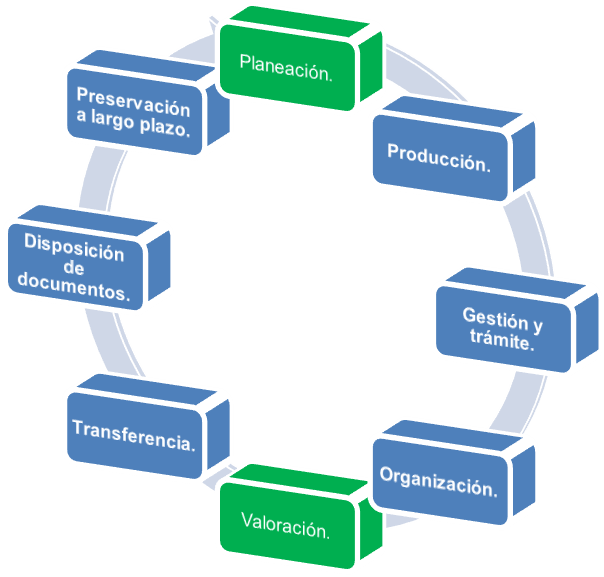 Planeación.
Producción.
Gestión y
trámite.
Organización.
Valoración.
Transferencia.
Disposición
de
documentos.
Preservación
a largo plazo.